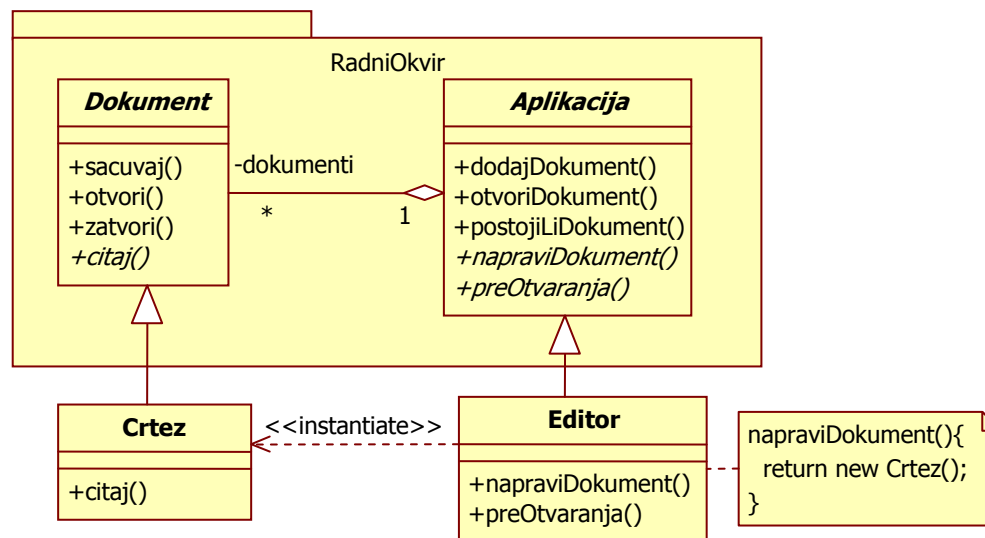 RadniOkvir
Dokument
+sacuvaj()
+otvori()
+zatvori()
+citaj()
-dokumenti
*
1
Aplikacija
+dodajDokument()
+otvoriDokument()
+postojiLiDokument()
+napraviDokument()
+preOtvaranja()
Crtez
+citaj()
<<instantiate>>
Editor
+napraviDokument()
+preOtvaranja()
napraviDokument(){
return new Crtez();
}